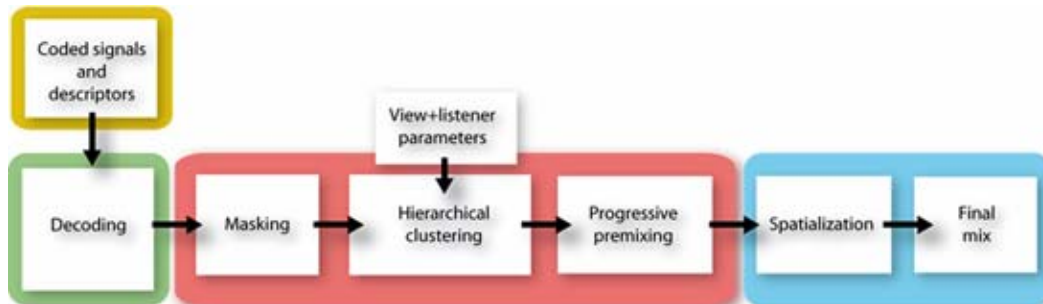 Coded signals
and
descriptors
View+listener
parameters
Decoding
Masking
Hierarchical
clustering
Progressive
premixing
Spatialization
Final
mix